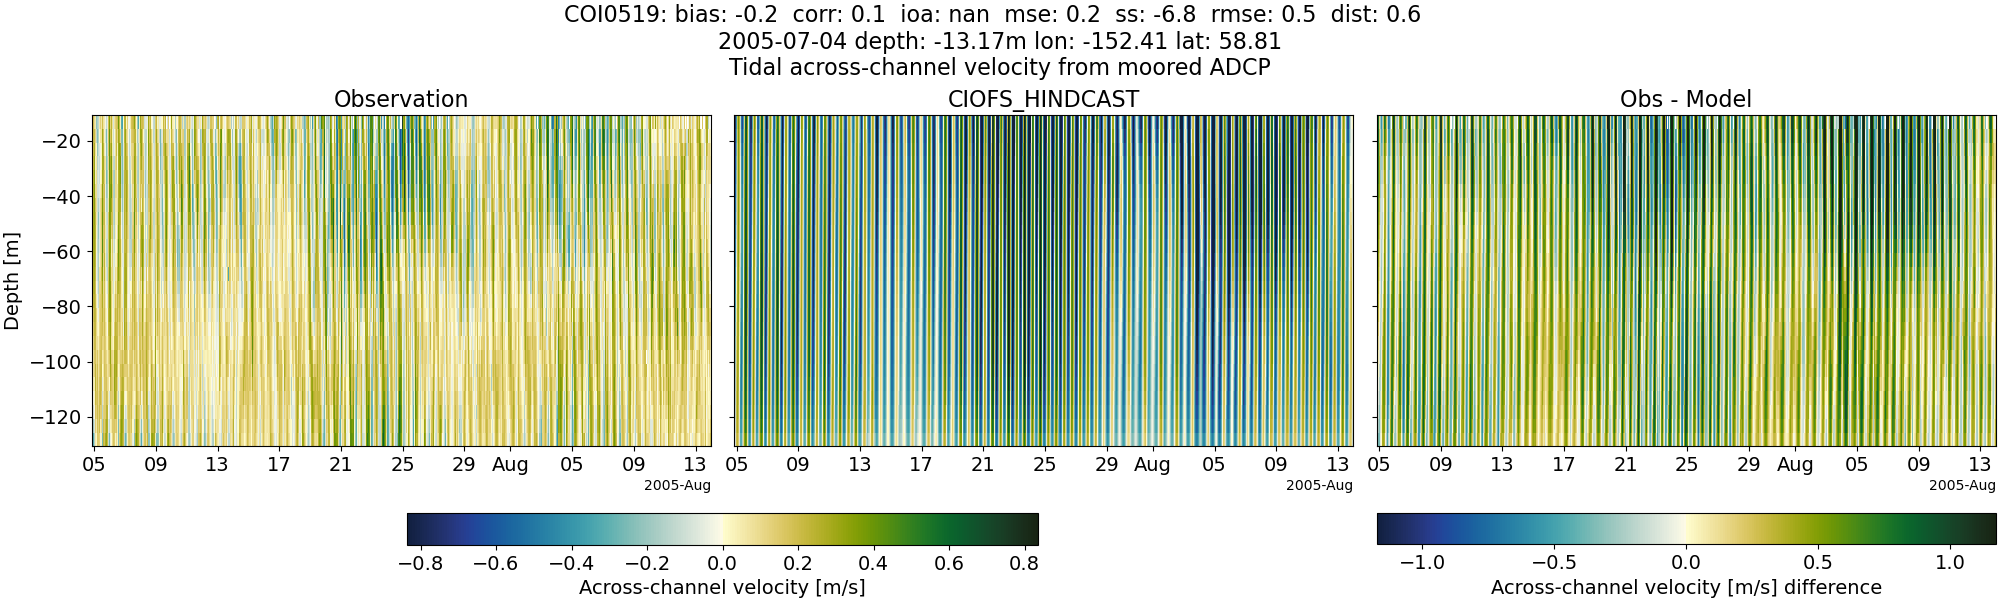 COI0519: bias: -0.2  corr: 0.1  ioa: nan  mse: 0.2  ss: -6.8  rmse: 0.5  dist: 0.6
2005-07-04 depth: -13.17m lon: -152.41 lat: 58.81
Tidal across-channel velocity from moored ADCP
Observation
CIOFS_HINDCAST
Obs - Model
Depth [m]
−20
−40
−60
−80
−100
−120
05 09 13 17 21 25 29 Aug 05 09 13
2005-Aug
05 09 13 17 21 25 29 Aug 05 09 13
2005-Aug
05 09 13 17 21 25 29 Aug 05 09 13
2005-Aug
−0.8 −0.6 −0.4 −0.2 0.0 0.2 0.4 0.6 0.8
Across-channel velocity [m/s]
−1.0 −0.5 0.0 0.5 1.0
Across-channel velocity [m/s] difference